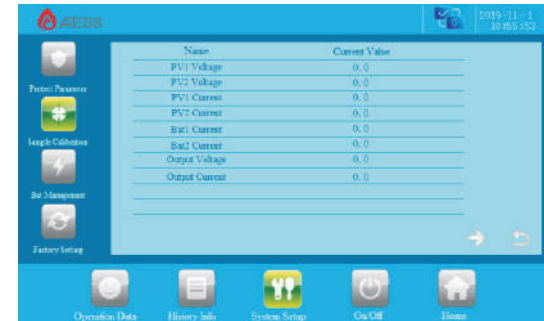 AESS
2019-11- 1
10:55:53
Name Current Value
PV1 Voltage 0.0
PV2 Voltage 0.0
PV1 Current 0.0
PV2 Current 0.0
Bat1 Current 0.0
Bat2 Current 0.0
Output Voltage 0.0
Output Current 0.0
Protect Parameter
Sample Calibration
Bat Management
Factory Setting
Operation Data
History Info
System Setup
On/Off
Home